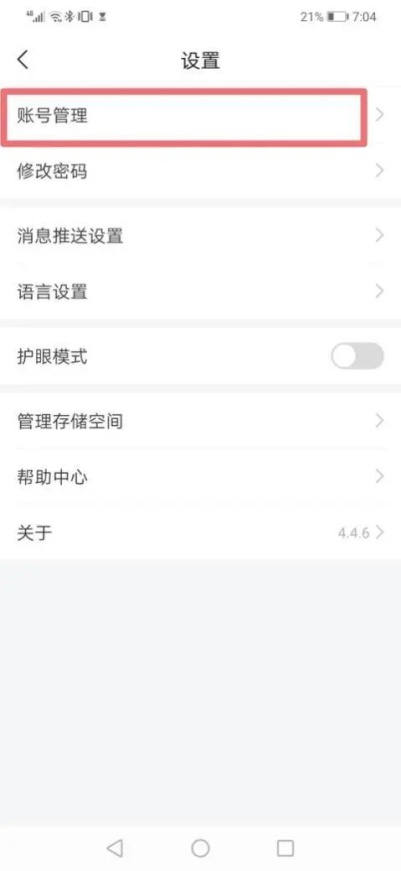 21% 7:04
设置
账号管理
修改密码
消息推送设置
语言设置
护眼模式
管理存储空间
帮助中心
关于 4.4.6